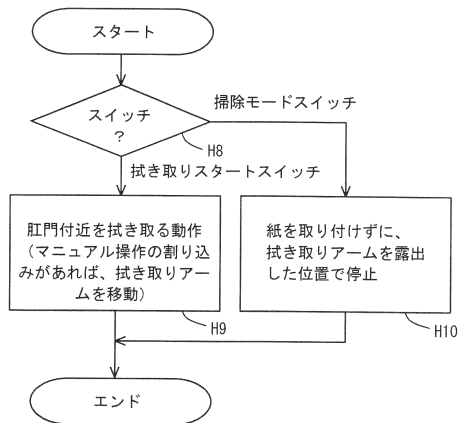 スタート
スイッチ
?
掃除モードスイッチ
H8
拭き取りスタートスイッチ
肛門付近を拭き取る動作
(マニュアル操作の割り込
みがあれば、拭き取りアー
ムを移動)
H9
紙を取り付けずに、
拭き取りアームを露出
した位置で停止
H10
エンド